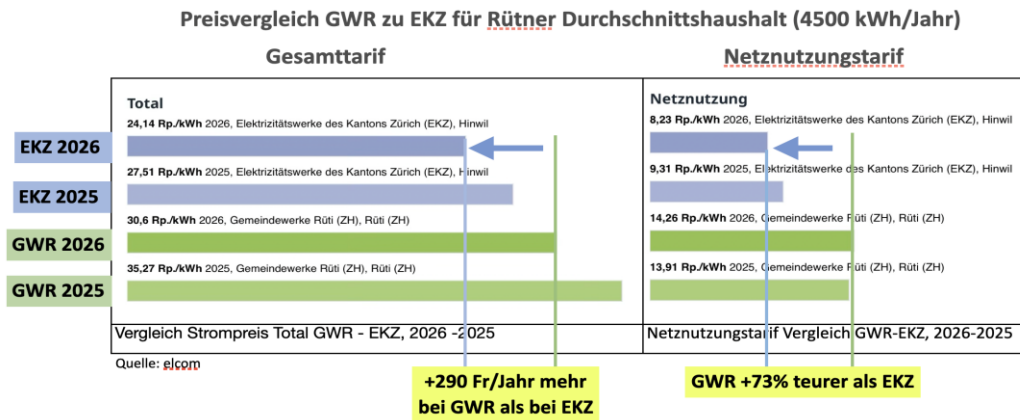 Preisvergleich GWR zu EKZ für Rütner Durchschnittshaushalt (4500 kWh/Jahr)
Gesamttarif
Netznutzungstarif
Total
24,14 Rp./kWh 2026, Elektrizitätswerke des Kantons Zürich (EKZ), Hinwil
EKZ 2026
27,51 Rp./kWh 2025, Elektrizitätswerke des Kantons Zürich (EKZ), Hinwil
EKZ 2025
30,6 Rp./kWh 2026, Gemeindewerke Rüti (ZH), Rüti (ZH)
GWR 2026
35,27 Rp./kWh 2025, Gemeindewerke Rüti (ZH), Rüti (ZH)
GWR 2025
Vergleich Strompreis Total GWR - EKZ, 2026 -2025
Netznutzung
8,23 Rp./kWh 2026, Elektrizitätswerke des Kantons Zürich (EKZ), Hinwil
9,31 Rp./kWh 2025, Elektrizitätswerke des Kantons Zürich (EKZ), Hinwil
14,26 Rp./kWh 2026, Gemeindewerke Rüti (ZH), Rüti (ZH)
13,91 Rp./kWh 2025, Gemeindewerke Rüti (ZH), Rüti (ZH)
Netznutzungstarif Vergleich GWR-EKZ, 2026-2025
Quelle: elcom
+290 Fr/Jahr mehr
bei GWR als bei EKZ
GWR +73% teurer als EKZ